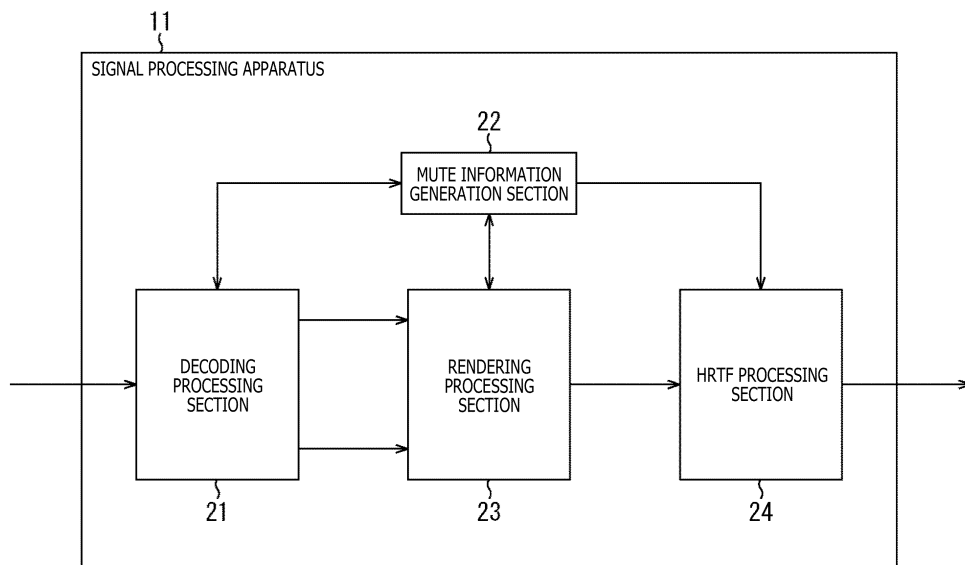 11
SIGNAL PROCESSING APPARATUS
22
MUTE INFORMATION
GENERATION SECTION
DECODING
PROCESSING
SECTION
RENDERING
PROCESSING
SECTION
HRTF PROCESSING
SECTION
21
23
24